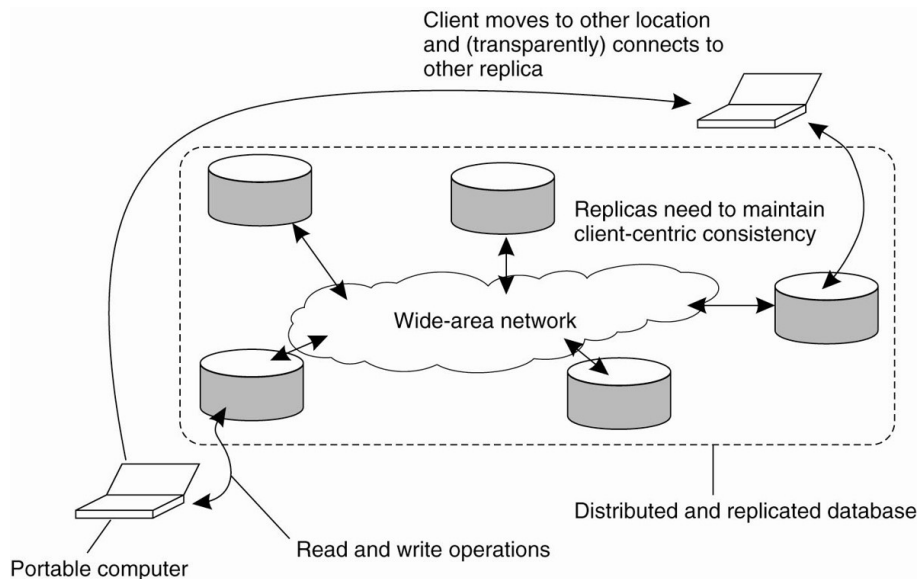 Client moves to other location
and (transparently) connects to
other replica
Replicas need to maintain
client-centric consistency
Wide-area network
Distributed and replicated database
Read and write operations
Portable computer